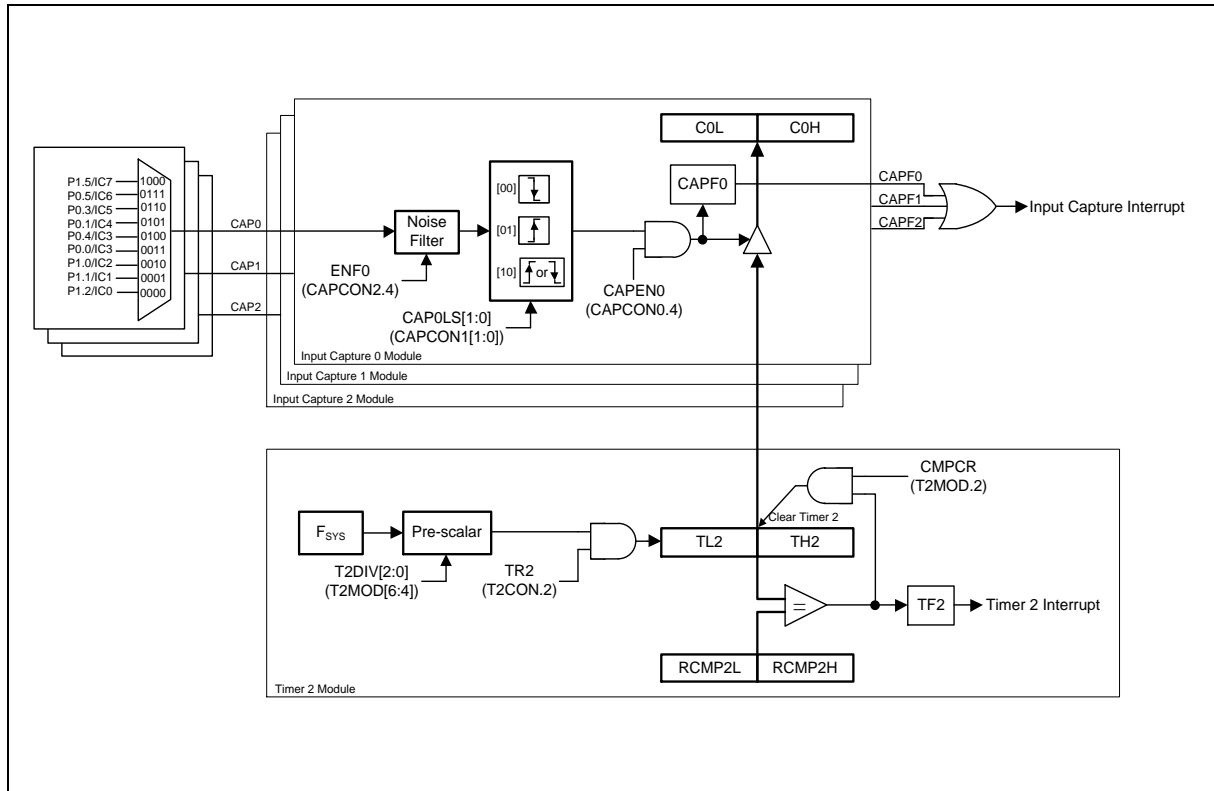 C0L C0H
P1.5/IC7 1000
P0.5/IC6 0111
P0.3/IC5 0110
P0.1/IC4 0101
P0.4/IC3 0100
P0.0/IC3 0011
P1.0/IC2 0010
P1.1/IC1 0001
P1.2/IC0 0000
CAP0
CAP1
CAP2
Noise
Filter
ENF0
(CAPCON2.4)
[00]
[01]
[10] or
CAP0LS[1:0]
(CAPCON1[1:0])
CAPEN0
(CAPCON0.4)
CAPF0
CAPF0
CAPF1
CAPF2
Input Capture Interrupt
Input Capture 0 Module
Input Capture 1 Module
Input Capture 2 Module
CMPCR
(T2MOD.2)
Clear Timer 2
FSYS
Pre-scalar
T2DIV[2:0]
(T2MOD[6:4])
TR2
(T2CON.2)
TL2 TH2
=
TF2
Timer 2 Interrupt
RCMP2L RCMP2H
Timer 2 Module